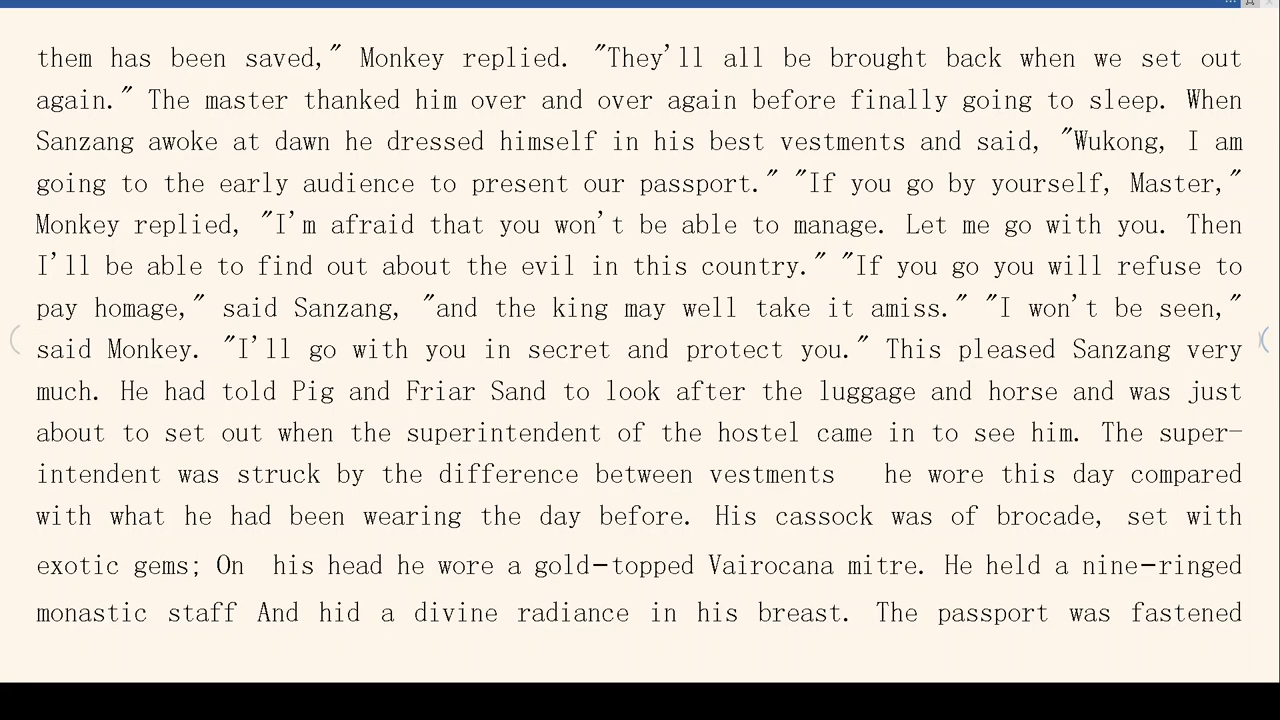 them has been saved," Monkey replied. "They'll all be brought back when we set out
again." The master thanked him over and over again before finally going to sleep. When
Sanzang awoke at dawn he dressed himself in his best vestments and said, "Wukong, I am
going to the early audience to present our passport." "If you go by yourself, Master,"
Monkey replied, "I'm afraid that you won't be able to manage. Let me go with you. Then
I'll be able to find out about the evil in this country." "If you go you will refuse to
pay homage," said Sanzang, "and the king may well take it amiss." "I won't be seen,"
said Monkey. "I'll go with you in secret and protect you." This pleased Sanzang very
much. He had told Pig and Friar Sand to look after the luggage and horse and was just
about to set out when the superintendent of the hostel came in to see him. The super-
intendent was struck by the difference between vestments he wore this day compared
with what he had been wearing the day before. His cassock was of brocade, set with
exotic gems; On his head he wore a gold-topped Vairocana mitre. He held a nine-ringed
monastic staff And hid a divine radiance in his breast. The passport was fastened